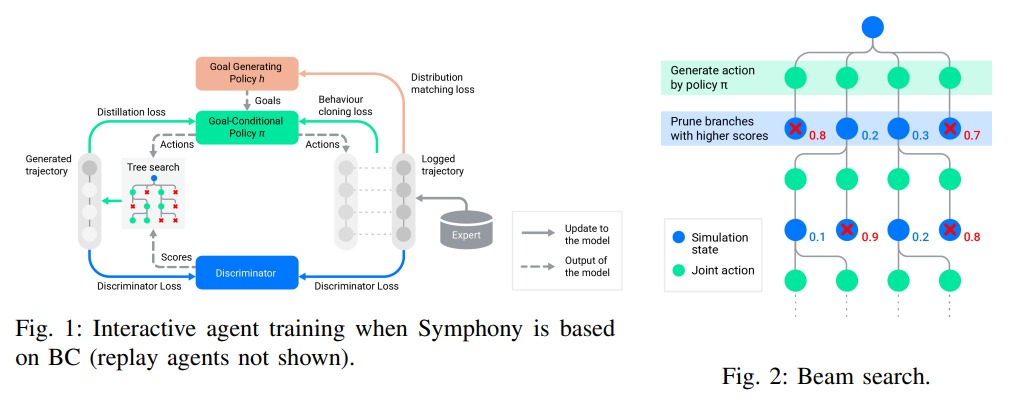 Goal Generating
Policy h
Goals
Distribution
matching loss
Distillation loss
Behaviour
cloning loss
Goal-Conditional
Policy π
Actions
Actions
Generated
trajectory
Tree search
Logged
trajectory
Expert
Scores
Discriminator
Discriminator Loss
Discriminator Loss
Update to
the model
Output of
the model
Fig. 1: Interactive agent training when Symphony is based
on BC (replay agents not shown).
Generate action
by policy π
Prune branches
with higher scores
0.8
0.2
0.3
0.7
0.1
0.9
0.2
0.8
Simulation
state
Joint action
Fig. 2: Beam search.